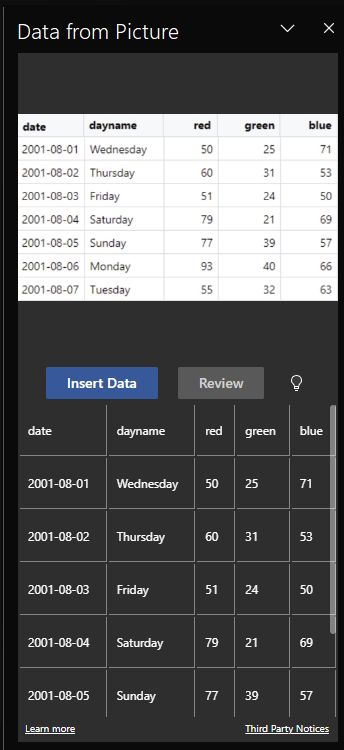 Data from Picture
date dayname red green blue
2001-08-01 Wednesday 50 25 71
2001-08-02 Thursday 60 31 53
2001-08-03 Friday 51 24 50
2001-08-04 Saturday 79 21 69
2001-08-05 Sunday 77 39 57
2001-08-06 Monday 93 40 66
2001-08-07 Tuesday 55 32 63
Insert Data Review
date dayname red green blue
2001-08-01 Wednesday 50 25 71
2001-08-02 Thursday 60 31 53
2001-08-03 Friday 51 24 50
2001-08-04 Saturday 79 21 69
2001-08-05 Sunday 77 39 57
Learn more Third Party Notices